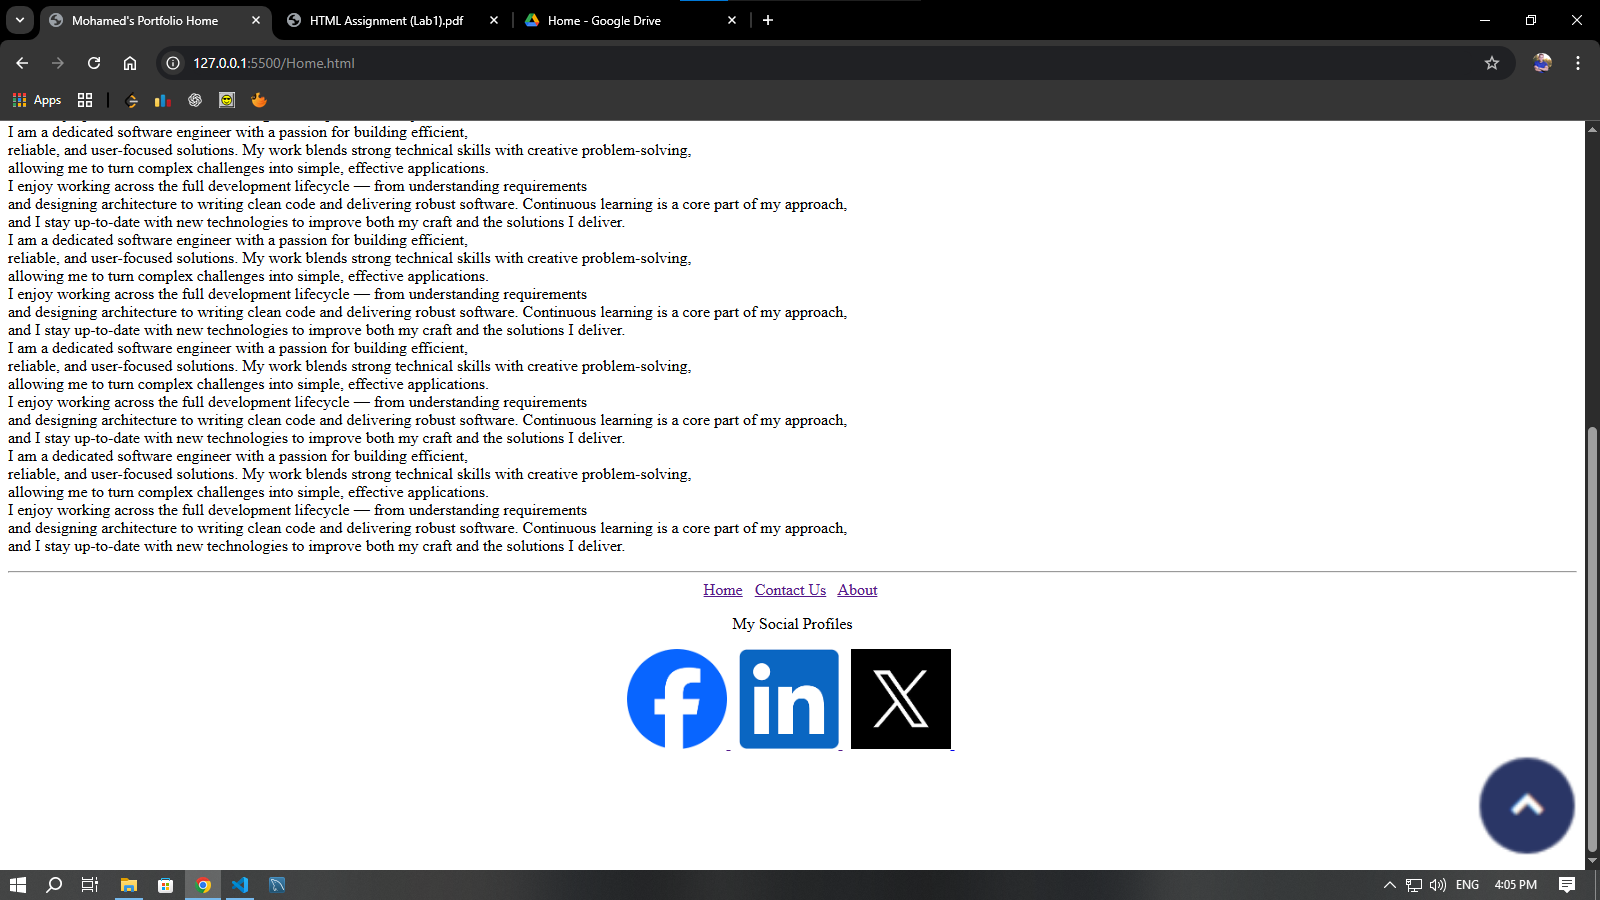 Mohamed's Portfolio Home
HTML Assignment (Lab1).pdf
Home - Google Drive
127.0.0.1:5500/Home.html
Apps
I am a dedicated software engineer with a passion for building efficient,
reliable, and user-focused solutions. My work blends strong technical skills with creative problem-solving,
allowing me to turn complex challenges into simple, effective applications.
I enjoy working across the full development lifecycle — from understanding requirements
and designing architecture to writing clean code and delivering robust software. Continuous learning is a core part of my approach,
and I stay up-to-date with new technologies to improve both my craft and the solutions I deliver.
I am a dedicated software engineer with a passion for building efficient,
reliable, and user-focused solutions. My work blends strong technical skills with creative problem-solving,
allowing me to turn complex challenges into simple, effective applications.
I enjoy working across the full development lifecycle — from understanding requirements
and designing architecture to writing clean code and delivering robust software. Continuous learning is a core part of my approach,
and I stay up-to-date with new technologies to improve both my craft and the solutions I deliver.
I am a dedicated software engineer with a passion for building efficient,
reliable, and user-focused solutions. My work blends strong technical skills with creative problem-solving,
allowing me to turn complex challenges into simple, effective applications.
I enjoy working across the full development lifecycle — from understanding requirements
and designing architecture to writing clean code and delivering robust software. Continuous learning is a core part of my approach,
and I stay up-to-date with new technologies to improve both my craft and the solutions I deliver.
I am a dedicated software engineer with a passion for building efficient,
reliable, and user-focused solutions. My work blends strong technical skills with creative problem-solving,
allowing me to turn complex challenges into simple, effective applications.
I enjoy working across the full development lifecycle — from understanding requirements
and designing architecture to writing clean code and delivering robust software. Continuous learning is a core part of my approach,
and I stay up-to-date with new technologies to improve both my craft and the solutions I deliver.
Home Contact Us About
My Social Profiles
f in X
ENG 4:05 PM